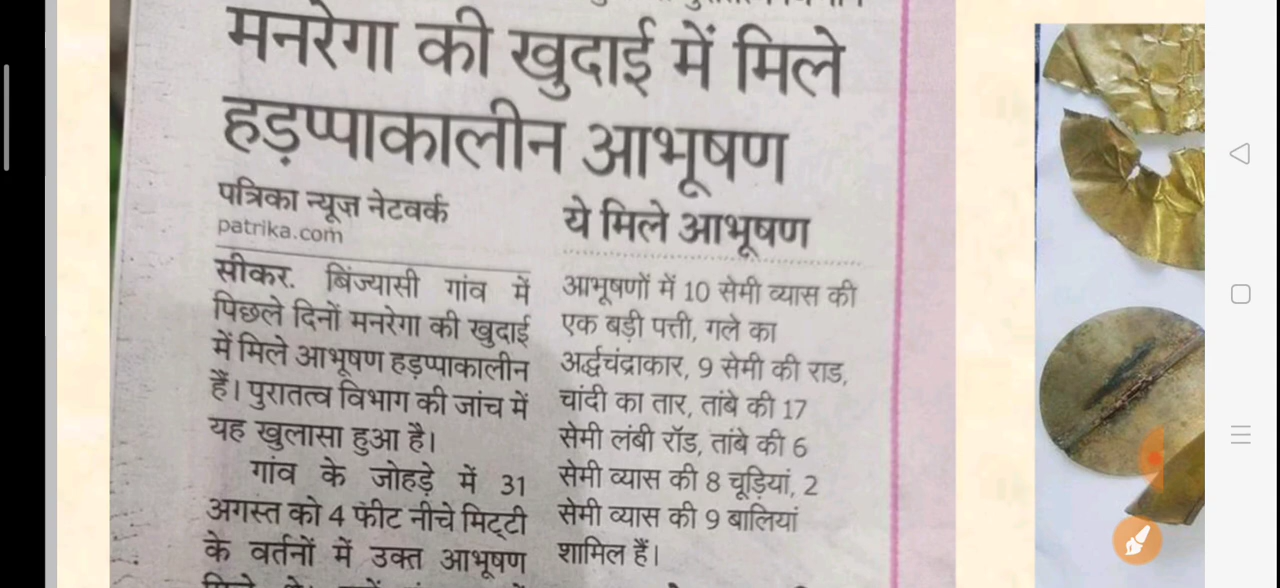 मनरेगा की खुदाई में मिले
हड़प्पाकालीन आभूषण
पत्रिका न्यूज़ नेटवर्क
patrika.com
सीकर. बिंज्यासी गांव में
पिछले दिनों मनरेगा की खुदाई
में मिले आभूषण हड़प्पाकालीन
हैं। पुरातत्व विभाग की जांच में
यह खुलासा हुआ है।
गांव के जोहड़े में 31
अगस्त को 4 फीट नीचे मिट्टी
के वर्तनों में उक्त आभूषण
ये मिले आभूषण
आभूषणों में 10 सेमी व्यास की
एक बड़ी पत्ती, गले का
अर्द्धचंद्राकार, 9 सेमी की राड,
चांदी का तार, तांबे की 17
सेमी लंबी रॉड, तांबे की 6
सेमी व्यास की 8 चूड़ियां, 2
सेमी व्यास की 9 बालियां
शामिल हैं।